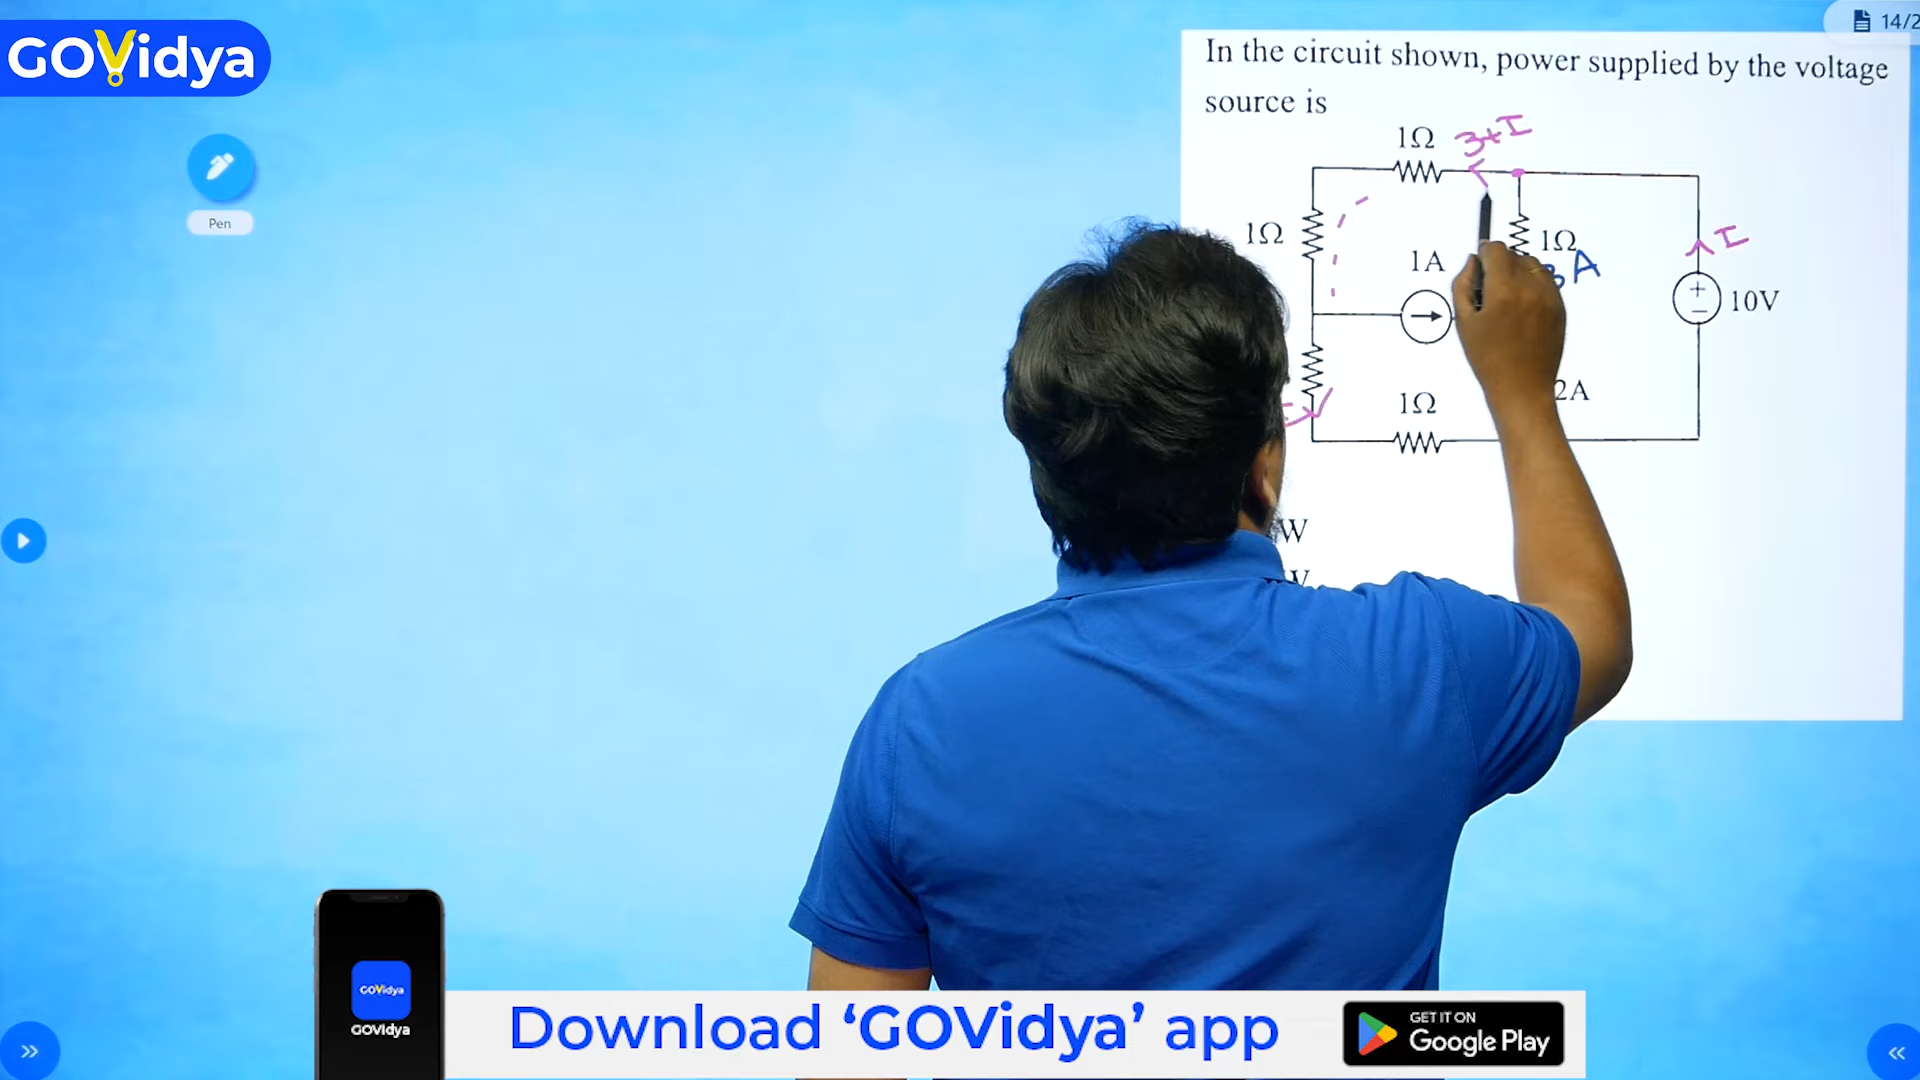 GOVidya
14/2
Pen
In the circuit shown, power supplied by the voltage
source is
1Ω
3+I
1Ω
1Ω
I
1A
3A
10V
1Ω
2A
W
W
GOVidya
GOVidya
Download ‘GOVidya’ app
GET IT ON
Google Play